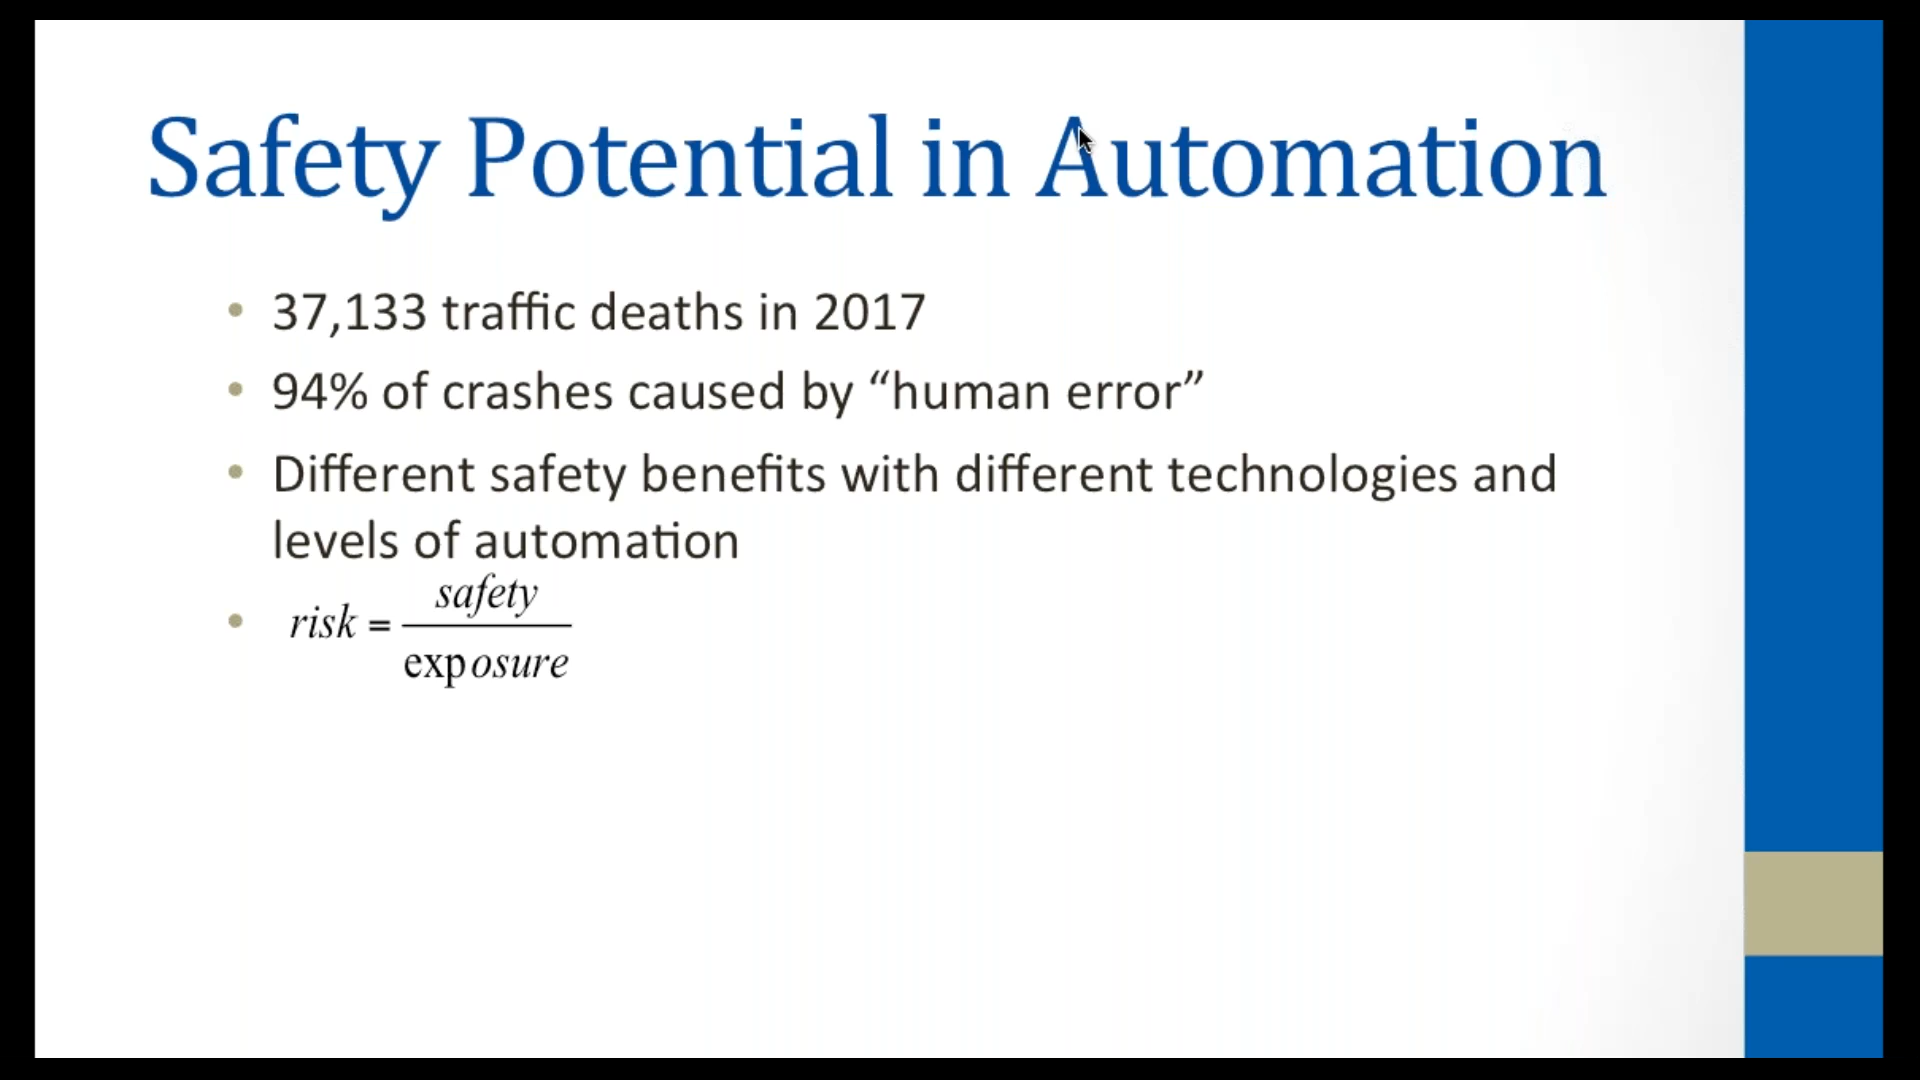 Safety Potential in Automation
• 37,133 traffic deaths in 2017
• 94% of crashes caused by “human error”
• Different safety benefits with different technologies and
levels of automation
• risk = safety / exposure